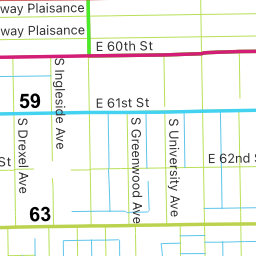 way Plaisance
way Plaisance
E 60th St
S Ingleside Ave
59
E 61st St
S Drexel Ave
S Greenwood Ave
S University Ave
St
E 62nd S
63